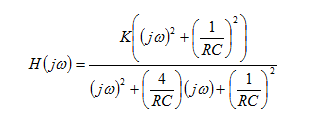 H(jω) = K((jω)² + (1/RC)²) / ((jω)² + (4/RC)(jω) + (1/RC)²)